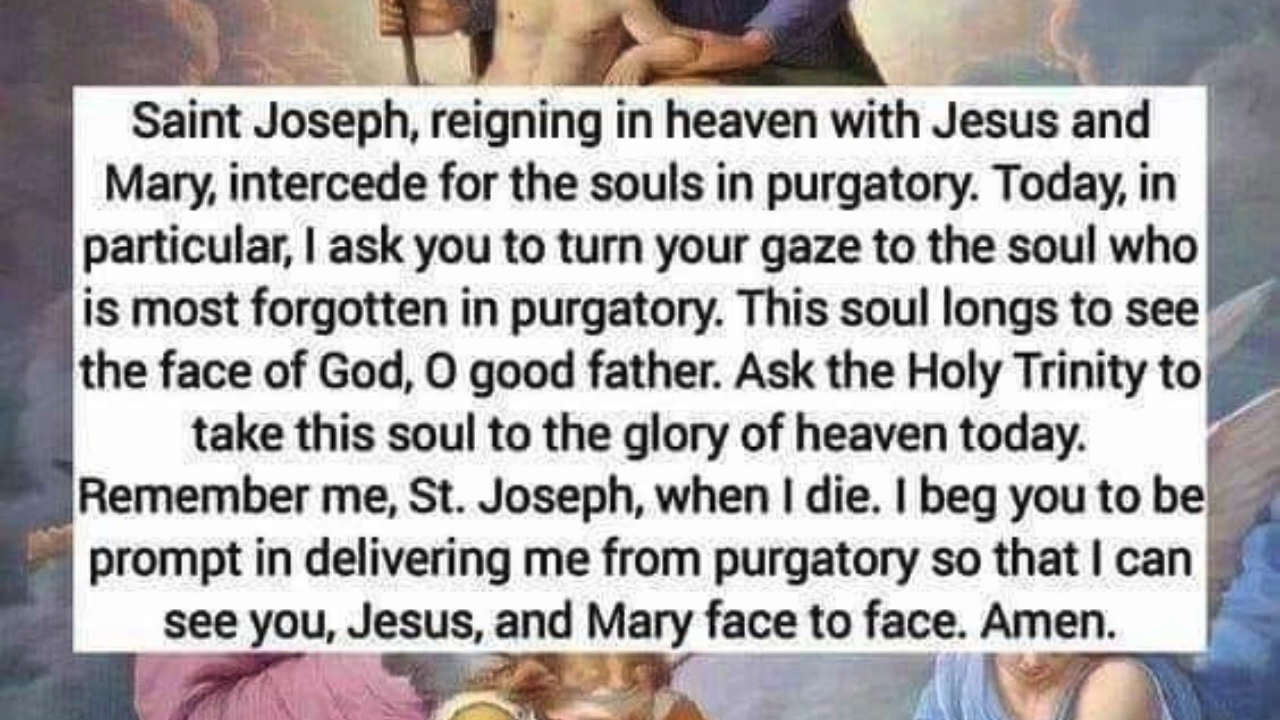 Saint Joseph, reigning in heaven with Jesus and
Mary, intercede for the souls in purgatory. Today, in
particular, I ask you to turn your gaze to the soul who
is most forgotten in purgatory. This soul longs to see
the face of God, O good father. Ask the Holy Trinity to
take this soul to the glory of heaven today.
Remember me, St. Joseph, when I die. I beg you to be
prompt in delivering me from purgatory so that I can
see you, Jesus, and Mary face to face. Amen.